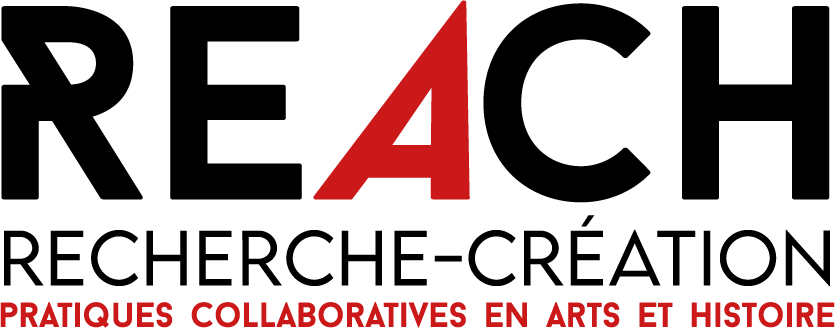 REACH
RECHERCHE-CRÉATION
PRATIQUES COLLABORATIVES EN ARTS ET HISTOIRE